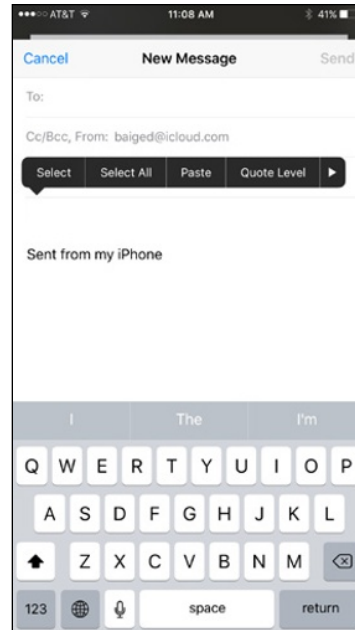 AT&T 11:08 AM 41%
Cancel New Message Send
To:
Cc/Bcc, From: baiged@icloud.com
Select Select All Paste Quote Level
Sent from my iPhone
I The I'm
Q W E R T Y U I O P
A S D F G H J K L
Z X C V B N M
123 space return